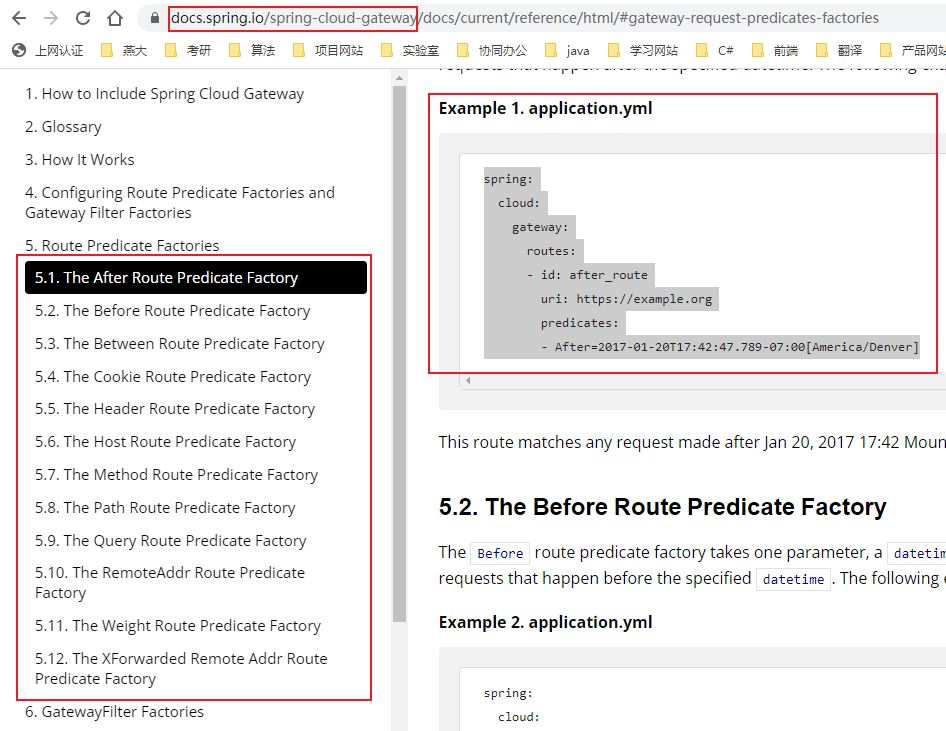 docs.spring.io/spring-cloud-gateway/docs/current/reference/html/#gateway-request-predicates-factories
上网认证 燕大 考研 算法 项目网站 实验室 协同办公 java 学习网站 C# 前端 翻译 产品网站
1. How to Include Spring Cloud Gateway
2. Glossary
3. How It Works
4. Configuring Route Predicate Factories and
Gateway Filter Factories
5. Route Predicate Factories
5.1. The After Route Predicate Factory
5.2. The Before Route Predicate Factory
5.3. The Between Route Predicate Factory
5.4. The Cookie Route Predicate Factory
5.5. The Header Route Predicate Factory
5.6. The Host Route Predicate Factory
5.7. The Method Route Predicate Factory
5.8. The Path Route Predicate Factory
5.9. The Query Route Predicate Factory
5.10. The RemoteAddr Route Predicate
Factory
5.11. The Weight Route Predicate Factory
5.12. The XForwarded Remote Addr Route
Predicate Factory
6. GatewayFilter Factories
requests that happen after the specified datetime. The following
Example 1. application.yml
spring:
  cloud:
    gateway:
      routes:
      - id: after_route
        uri: https://example.org
        predicates:
        - After=2017-01-20T17:42:47.789-07:00[America/Denver]
This route matches any request made after Jan 20, 2017 17:42 Moun
5.2. The Before Route Predicate Factory
The Before route predicate factory takes one parameter, a datetim
requests that happen before the specified datetime. The following e
Example 2. application.yml
spring:
  cloud: